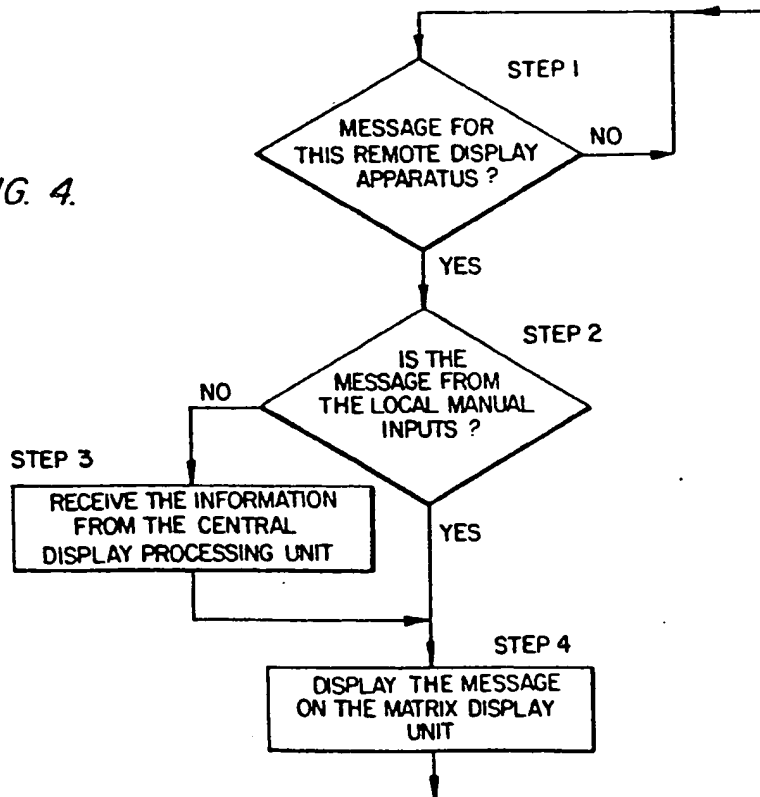 STEP 1
MESSAGE FOR
THIS REMOTE DISPLAY
APPARATUS ?
NO
G. 4.
YES
STEP 2
IS THE
MESSAGE FROM
THE LOCAL MANUAL
INPUTS ?
NO
STEP 3
RECEIVE THE INFORMATION
FROM THE CENTRAL
DISPLAY PROCESSING UNIT
YES
STEP 4
DISPLAY THE MESSAGE
ON THE MATRIX DISPLAY
UNIT